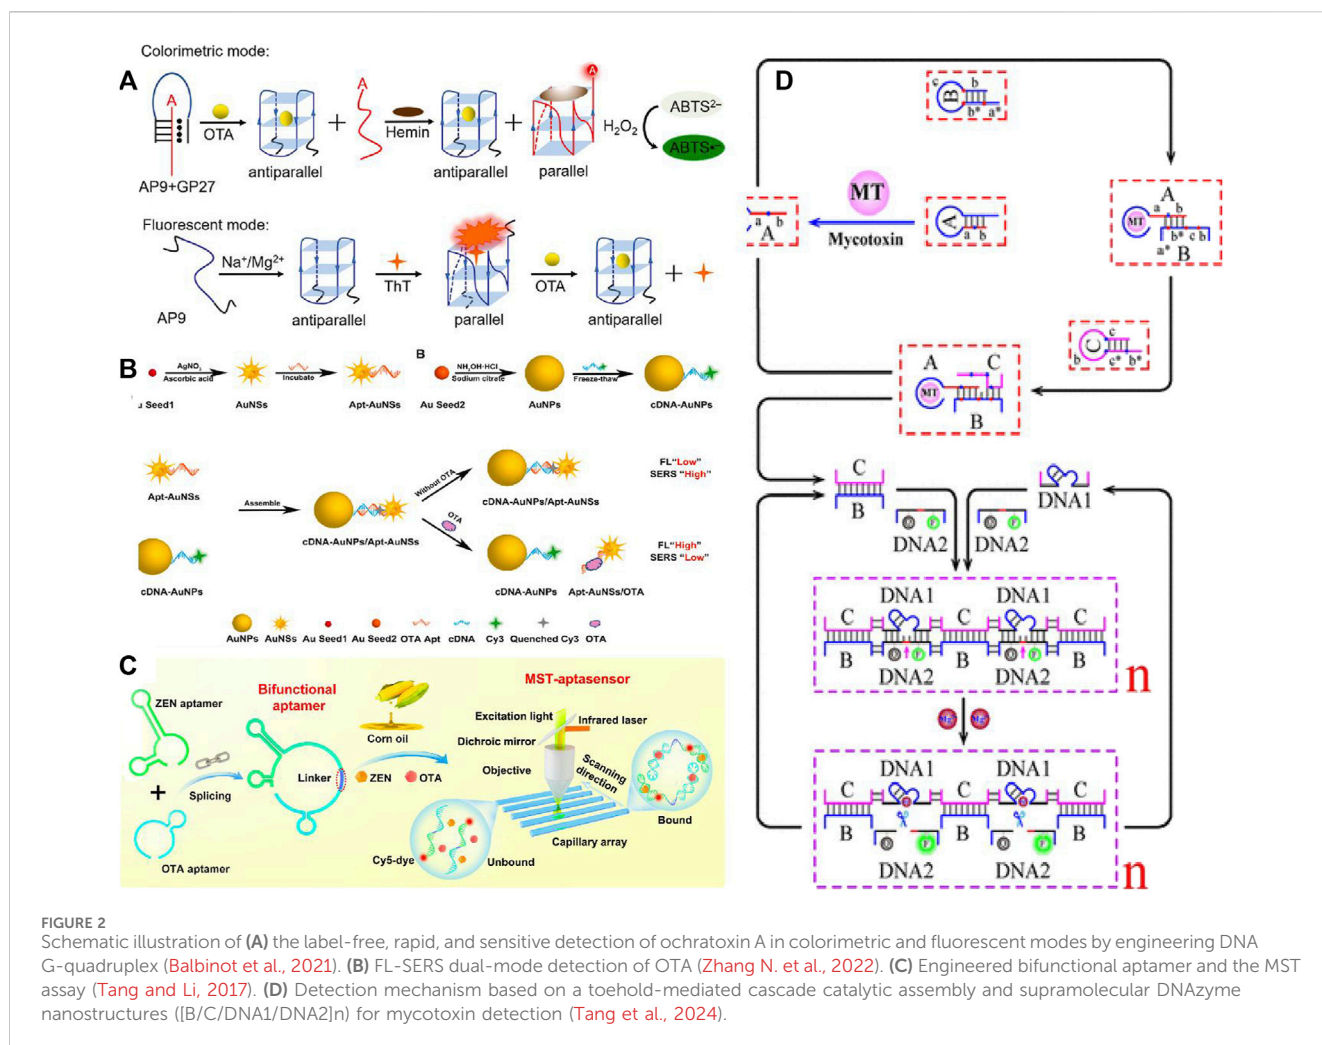 Colorimetric mode:
A
A
OTA
AP9+GP27
antiparallel
+
A
Hemin
antiparallel
+
A
parallel
H₂O₂
ABTS²⁻
ABTS•⁻
Fluorescent mode:
AP9
Na⁺/Mg²⁺
antiparallel
ThT
parallel
OTA
antiparallel
+
B
u Seed1
AgNO₃
Ascorbic acid
AuNSs
Incubate
Apt-AuNSs
B
Au Seed2
NH₂OH·HCl
Sodium citrate
AuNPs
Freeze-thaw
cDNA-AuNPs
Apt-AuNSs
cDNA-AuNPs
Assemble
cDNA-AuNPs/Apt-AuNSs
Without OTA
OTA
cDNA-AuNPs/Apt-AuNSs
FL"Low"
SERS "High"
cDNA-AuNPs
Apt-AuNSs/OTA
FL"High"
SERS "Low"
AuNPs AuNSs Au Seed1 Au Seed2 OTA Apt cDNA Cy3 Quenched Cy3 OTA
C
ZEN aptamer
+
OTA aptamer
Splicing
Bifunctional
aptamer
Linker
Corn oil
ZEN
OTA
MST-aptasensor
Excitation light
Infrared laser
Dichroic mirror
Objective
Scanning
direction
Bound
Cy5-dye
Unbound
Capillary array
D
c
B
b
b* a*
MT
Mycotoxin
A
a b
a b
A
A
a b
MT
b* c b
a*
B
c
C
b
c* b*
A C
MT
B
C
B
DNA1
Q F
DNA2
Q F
DNA2
DNA1 DNA1
C C C
B B B
Q F Q F
DNA2 DNA2
n
Mg²⁺ Mg²⁺
DNA1 DNA1
C C C
B B B
Q F Q F
DNA2 DNA2
n
FIGURE 2
Schematic illustration of (A) the label-free, rapid, and sensitive detection of ochratoxin A in colorimetric and fluorescent modes by engineering DNA
G-quadruplex (Balbinot et al., 2021). (B) FL-SERS dual-mode detection of OTA (Zhang N. et al., 2022). (C) Engineered bifunctional aptamer and the MST
assay (Tang and Li, 2017). (D) Detection mechanism based on a toehold-mediated cascade catalytic assembly and supramolecular DNAzyme
nanostructures ([B/C/DNA1/DNA2]n) for mycotoxin detection (Tang et al., 2024).